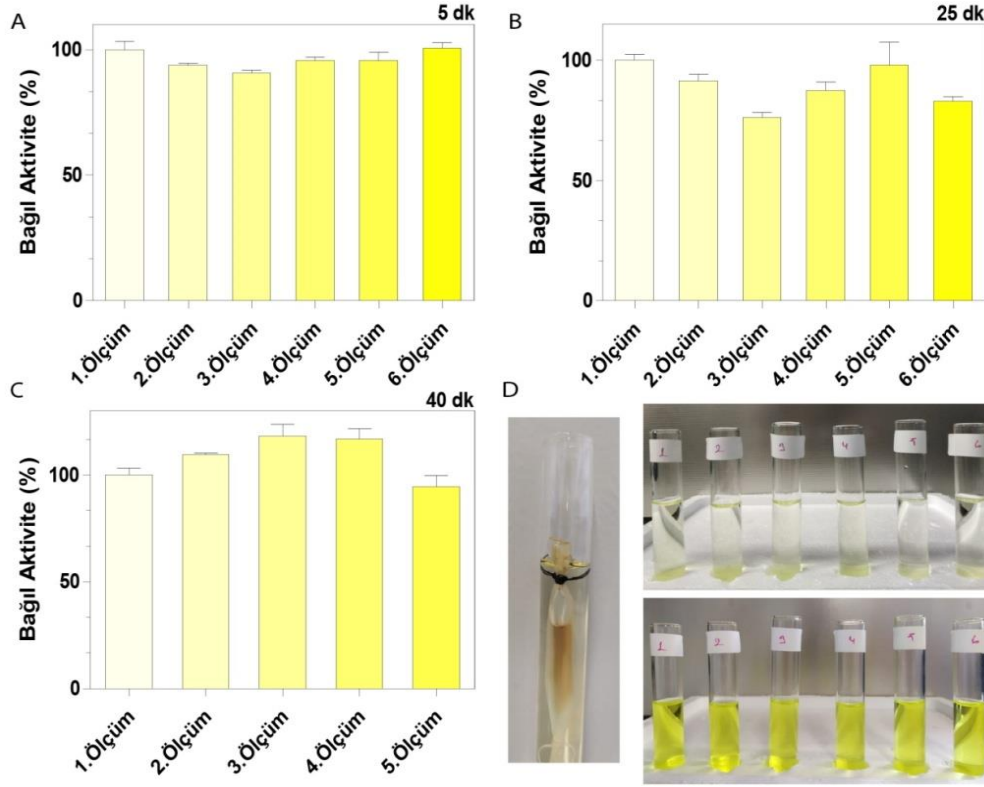 A
5 dk
Bağıl Aktivite (%)
100
50
0
1.Ölçüm
2.Ölçüm
3.Ölçüm
4.Ölçüm
5.Ölçüm
6.Ölçüm
B
25 dk
Bağıl Aktivite (%)
100
50
0
1.Ölçüm
2.Ölçüm
3.Ölçüm
4.Ölçüm
5.Ölçüm
6.Ölçüm
C
40 dk
Bağıl Aktivite (%)
100
50
0
1.Ölçüm
2.Ölçüm
3.Ölçüm
4.Ölçüm
5.Ölçüm
D
1
2
3
4
5
6
1
2
3
4
5
6